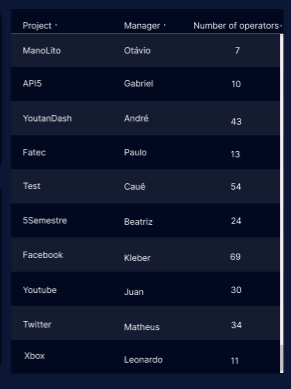 Project Manager Number of operators
ManoLito Otávio 7
API5 Gabriel 10
YoutanDash André 43
Fatec Paulo 13
Test Cauê 54
5Semestre Beatriz 24
Facebook Kleber 69
Youtube Juan 30
Twitter Matheus 34
Xbox Leonardo 11